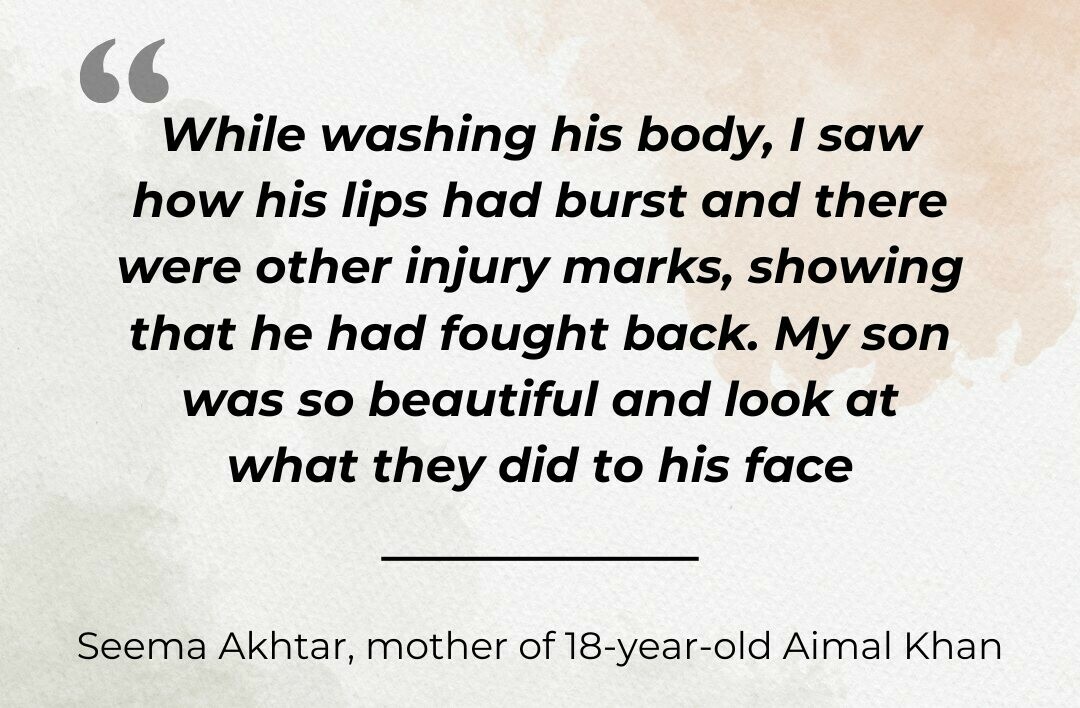 “
While washing his body, I saw
how his lips had burst and there
were other injury marks, showing
that he had fought back. My son
was so beautiful and look at
what they did to his face
Seema Akhtar, mother of 18-year-old Aimal Khan